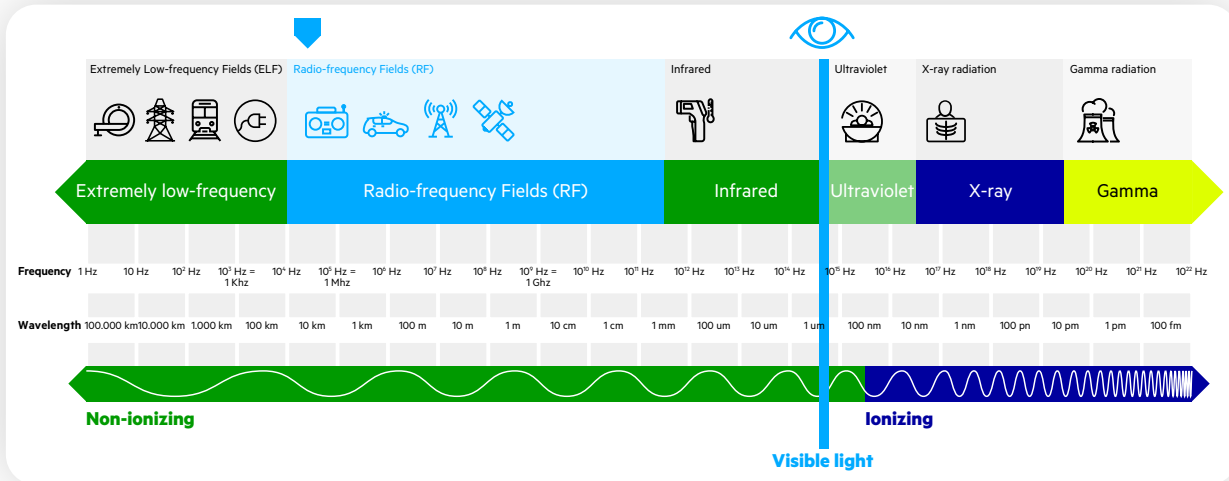 Extremely Low-frequency Fields (ELF) Radio-frequency Fields (RF) Infrared Ultraviolet X-ray radiation Gamma radiation
Extremely low-frequency Radio-frequency Fields (RF) Infrared Ultraviolet X-ray Gamma
Frequency 1 Hz 10 Hz 10² Hz 10³ Hz = 10⁴ Hz 10⁵ Hz = 10⁶ Hz 10⁷ Hz 10⁸ Hz 10⁹ Hz = 10¹⁰ Hz 10¹¹ Hz 10¹² Hz 10¹³ Hz 10¹⁴ Hz 10¹⁵ Hz 10¹⁶ Hz 10¹⁷ Hz 10¹⁸ Hz 10¹⁹ Hz 10²⁰ Hz 10²¹ Hz 10²² Hz
1 Khz 1 Mhz 1 Ghz
Wavelength 100.000 km 10.000 km 1.000 km 100 km 10 km 1 km 100 m 10 m 1 m 10 cm 1 cm 1 mm 100 um 10 um 1 um 100 nm 10 nm 1 nm 100 pn 10 pm 1 pm 100 fm
Non-ionizing Ionizing
Visible light